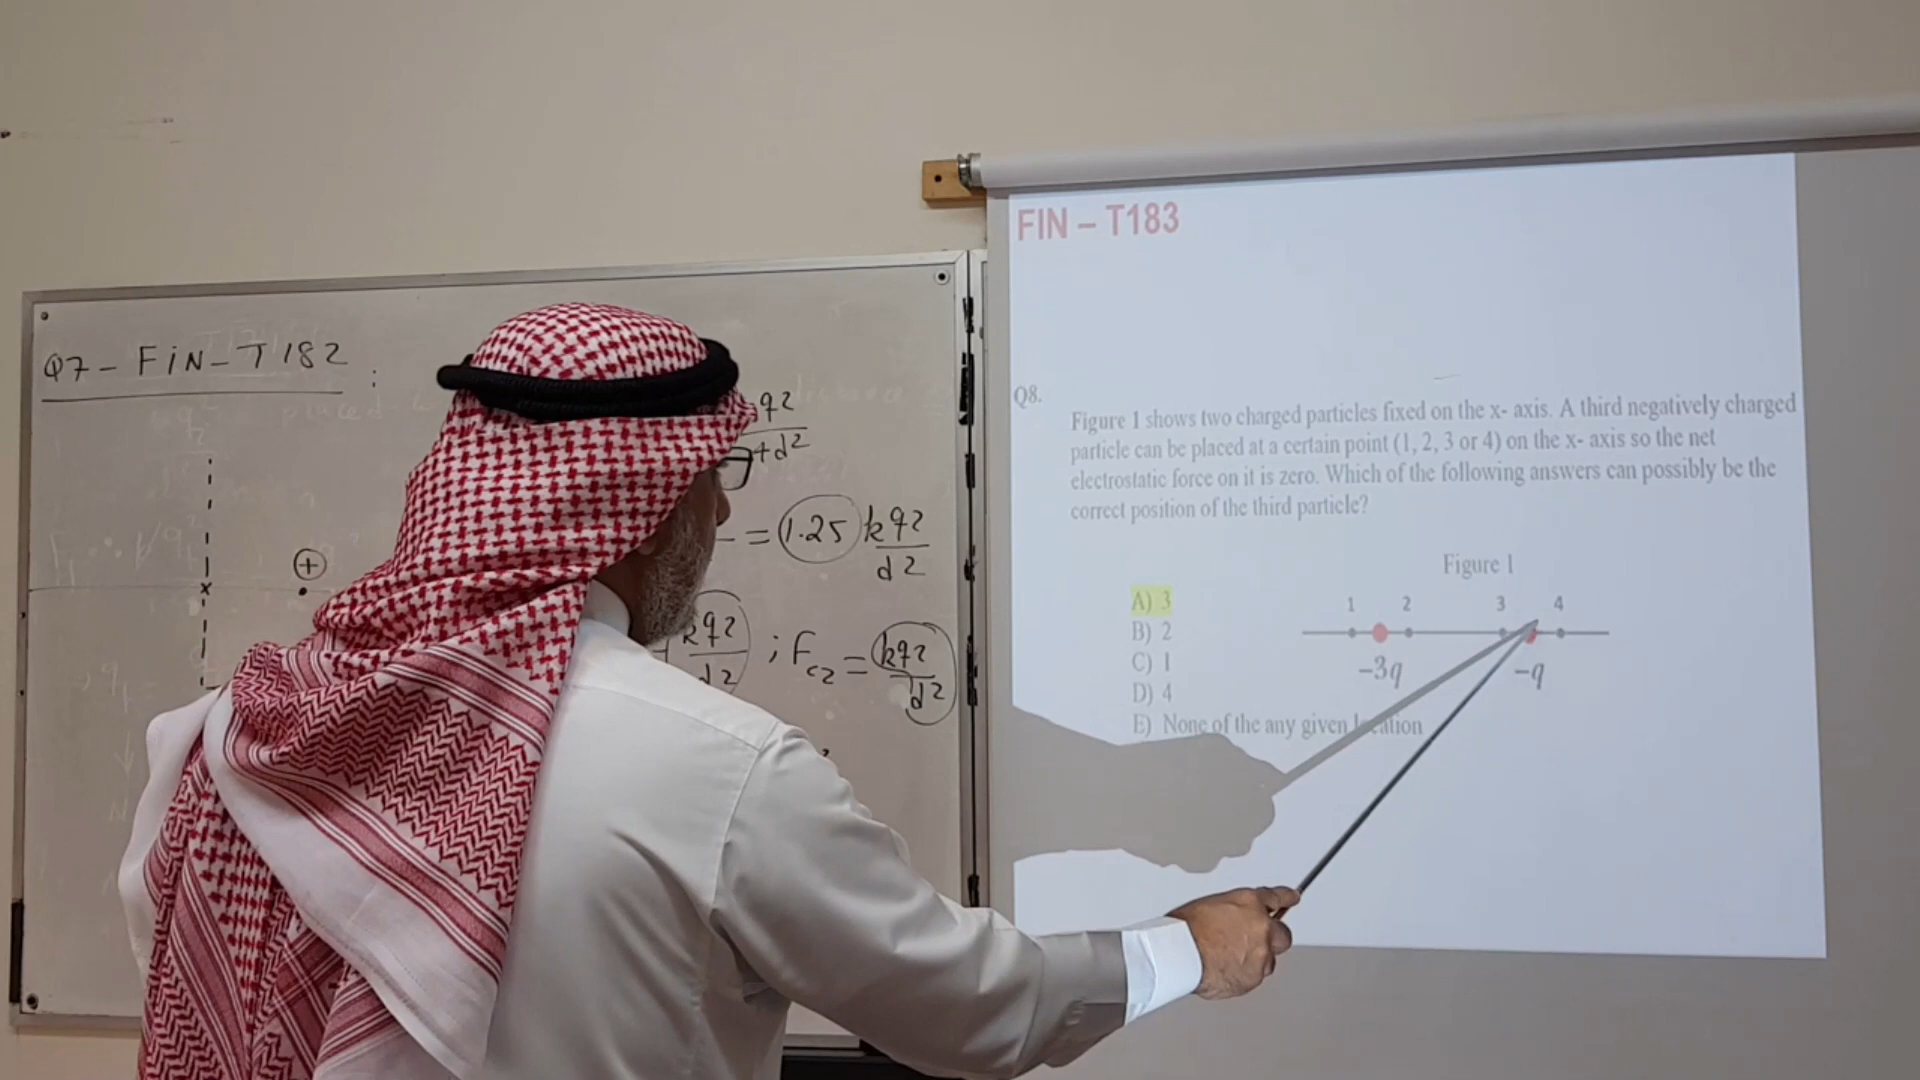 Q7 - FiN - T182 :
q2
+d2
= 1.25 kq2
d2
kq2
d2
; Fc2 = kq2
d2
FIN – T183
Q8.
Figure 1 shows two charged particles fixed on the x- axis. A third negatively charged
particle can be placed at a certain point (1, 2, 3 or 4) on the x- axis so the net
electrostatic force on it is zero. Which of the following answers can possibly be the
correct position of the third particle?
Figure 1
A) 3
B) 2
C) 1
D) 4
E) None of the any given
1 2 3 4
−3q −q